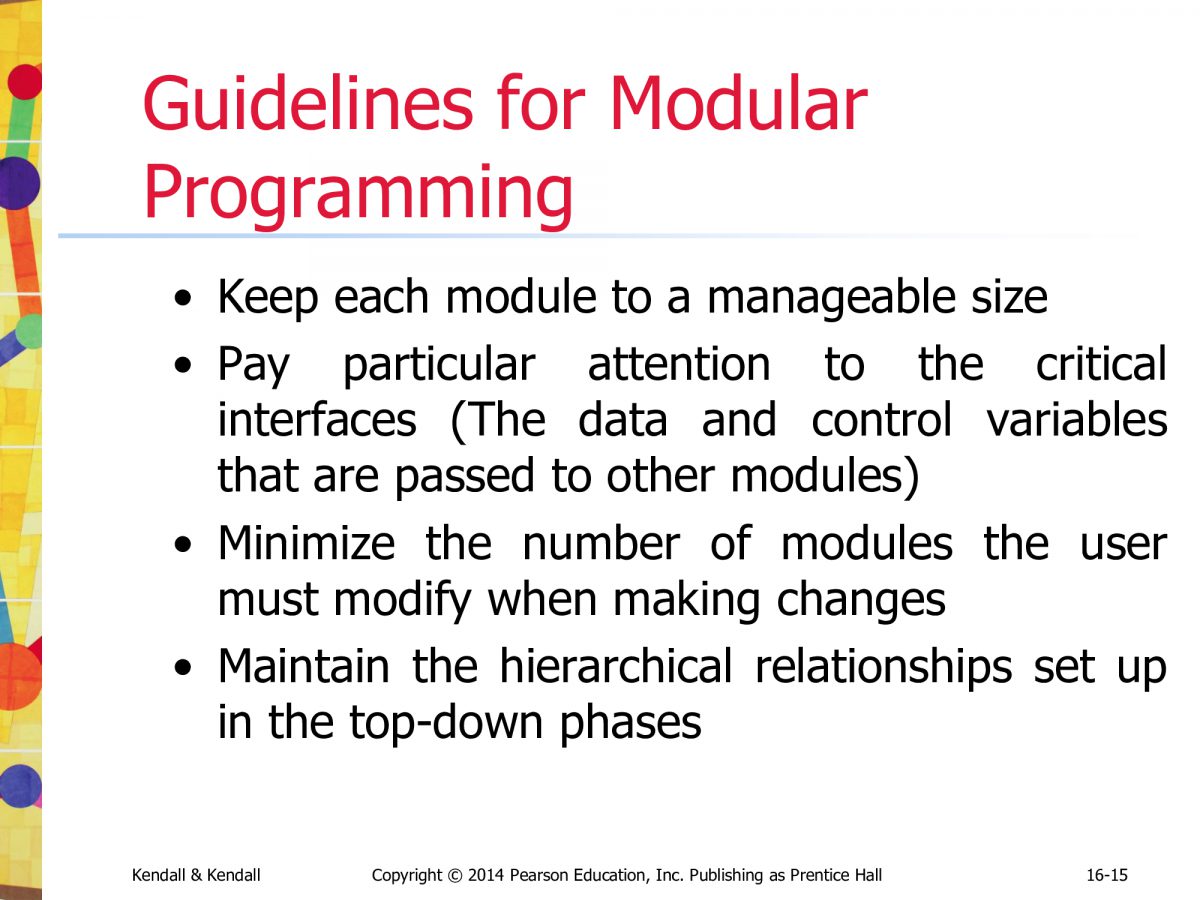 Guidelines for Modular
Programming
• Keep each module to a manageable size
• Pay particular attention to the critical
interfaces (The data and control variables
that are passed to other modules)
• Minimize the number of modules the user
must modify when making changes
• Maintain the hierarchical relationships set up
in the top-down phases
Kendall & Kendall Copyright © 2014 Pearson Education, Inc. Publishing as Prentice Hall 16-15